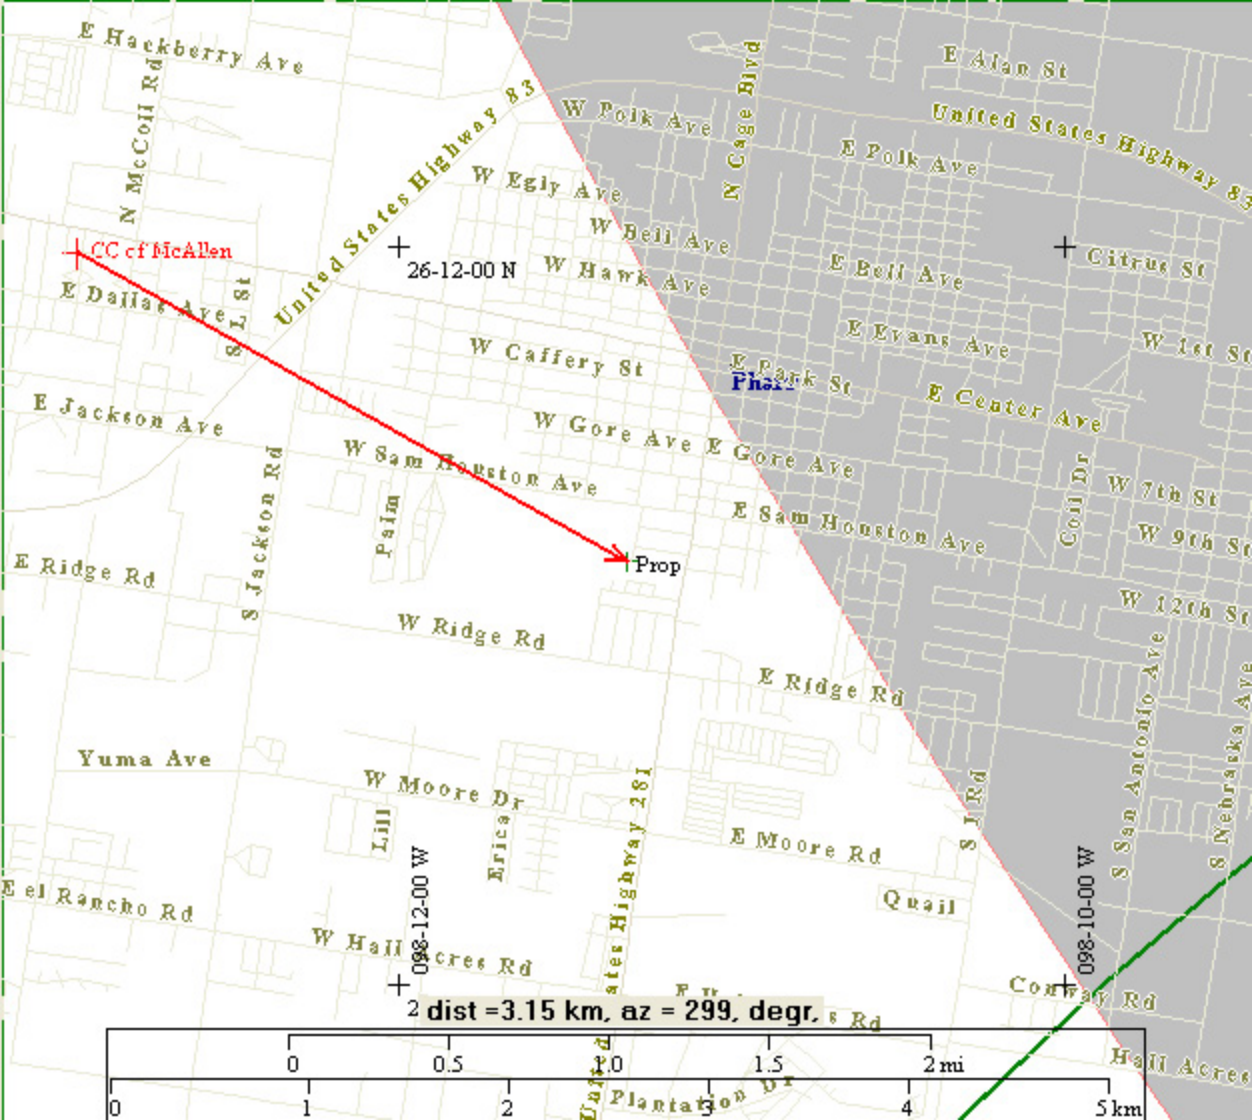 E Hackberry Ave
N McColl Rd
E Alan St
N Cage Blvd
United States Highway 83
W Polk Ave
United States Highway 83
E Polk Ave
W Egly Ave
W Bell Ave
CC of McAllen
26-12-00 N
Citrus St
W Hawk Ave
E Bell Ave
E Dallas Ave
S L St
W Caffery St
E Evans Ave
W 1st St
E Park St
Pharr
E Center Ave
E Jackson Ave
W Gore Ave
E Gore Ave
W Sam Houston Ave
S Jackson Rd
Palm
E Sam Houston Ave
Coil Dr
W 7th St
W 9th St
E Ridge Rd
Prop
W 12th St
W Ridge Rd
E Ridge Rd
S San Antonio Ave
S Nebraska Ave
Yuma Ave
W Moore Dr
Lill
Erica
S I Rd
E Moore Rd
Quail
E el Rancho Rd
W Hall Acres Rd
098-12-00 W
098-10-00 W
Conway Rd
2
dist =3.15 km, az = 299, degr.
s Rd
United
ates Highway 281
Hall Acres
0 0.5 1.0 1.5 2 mi
Plantation Dr
0 1 2 3 4 5 km